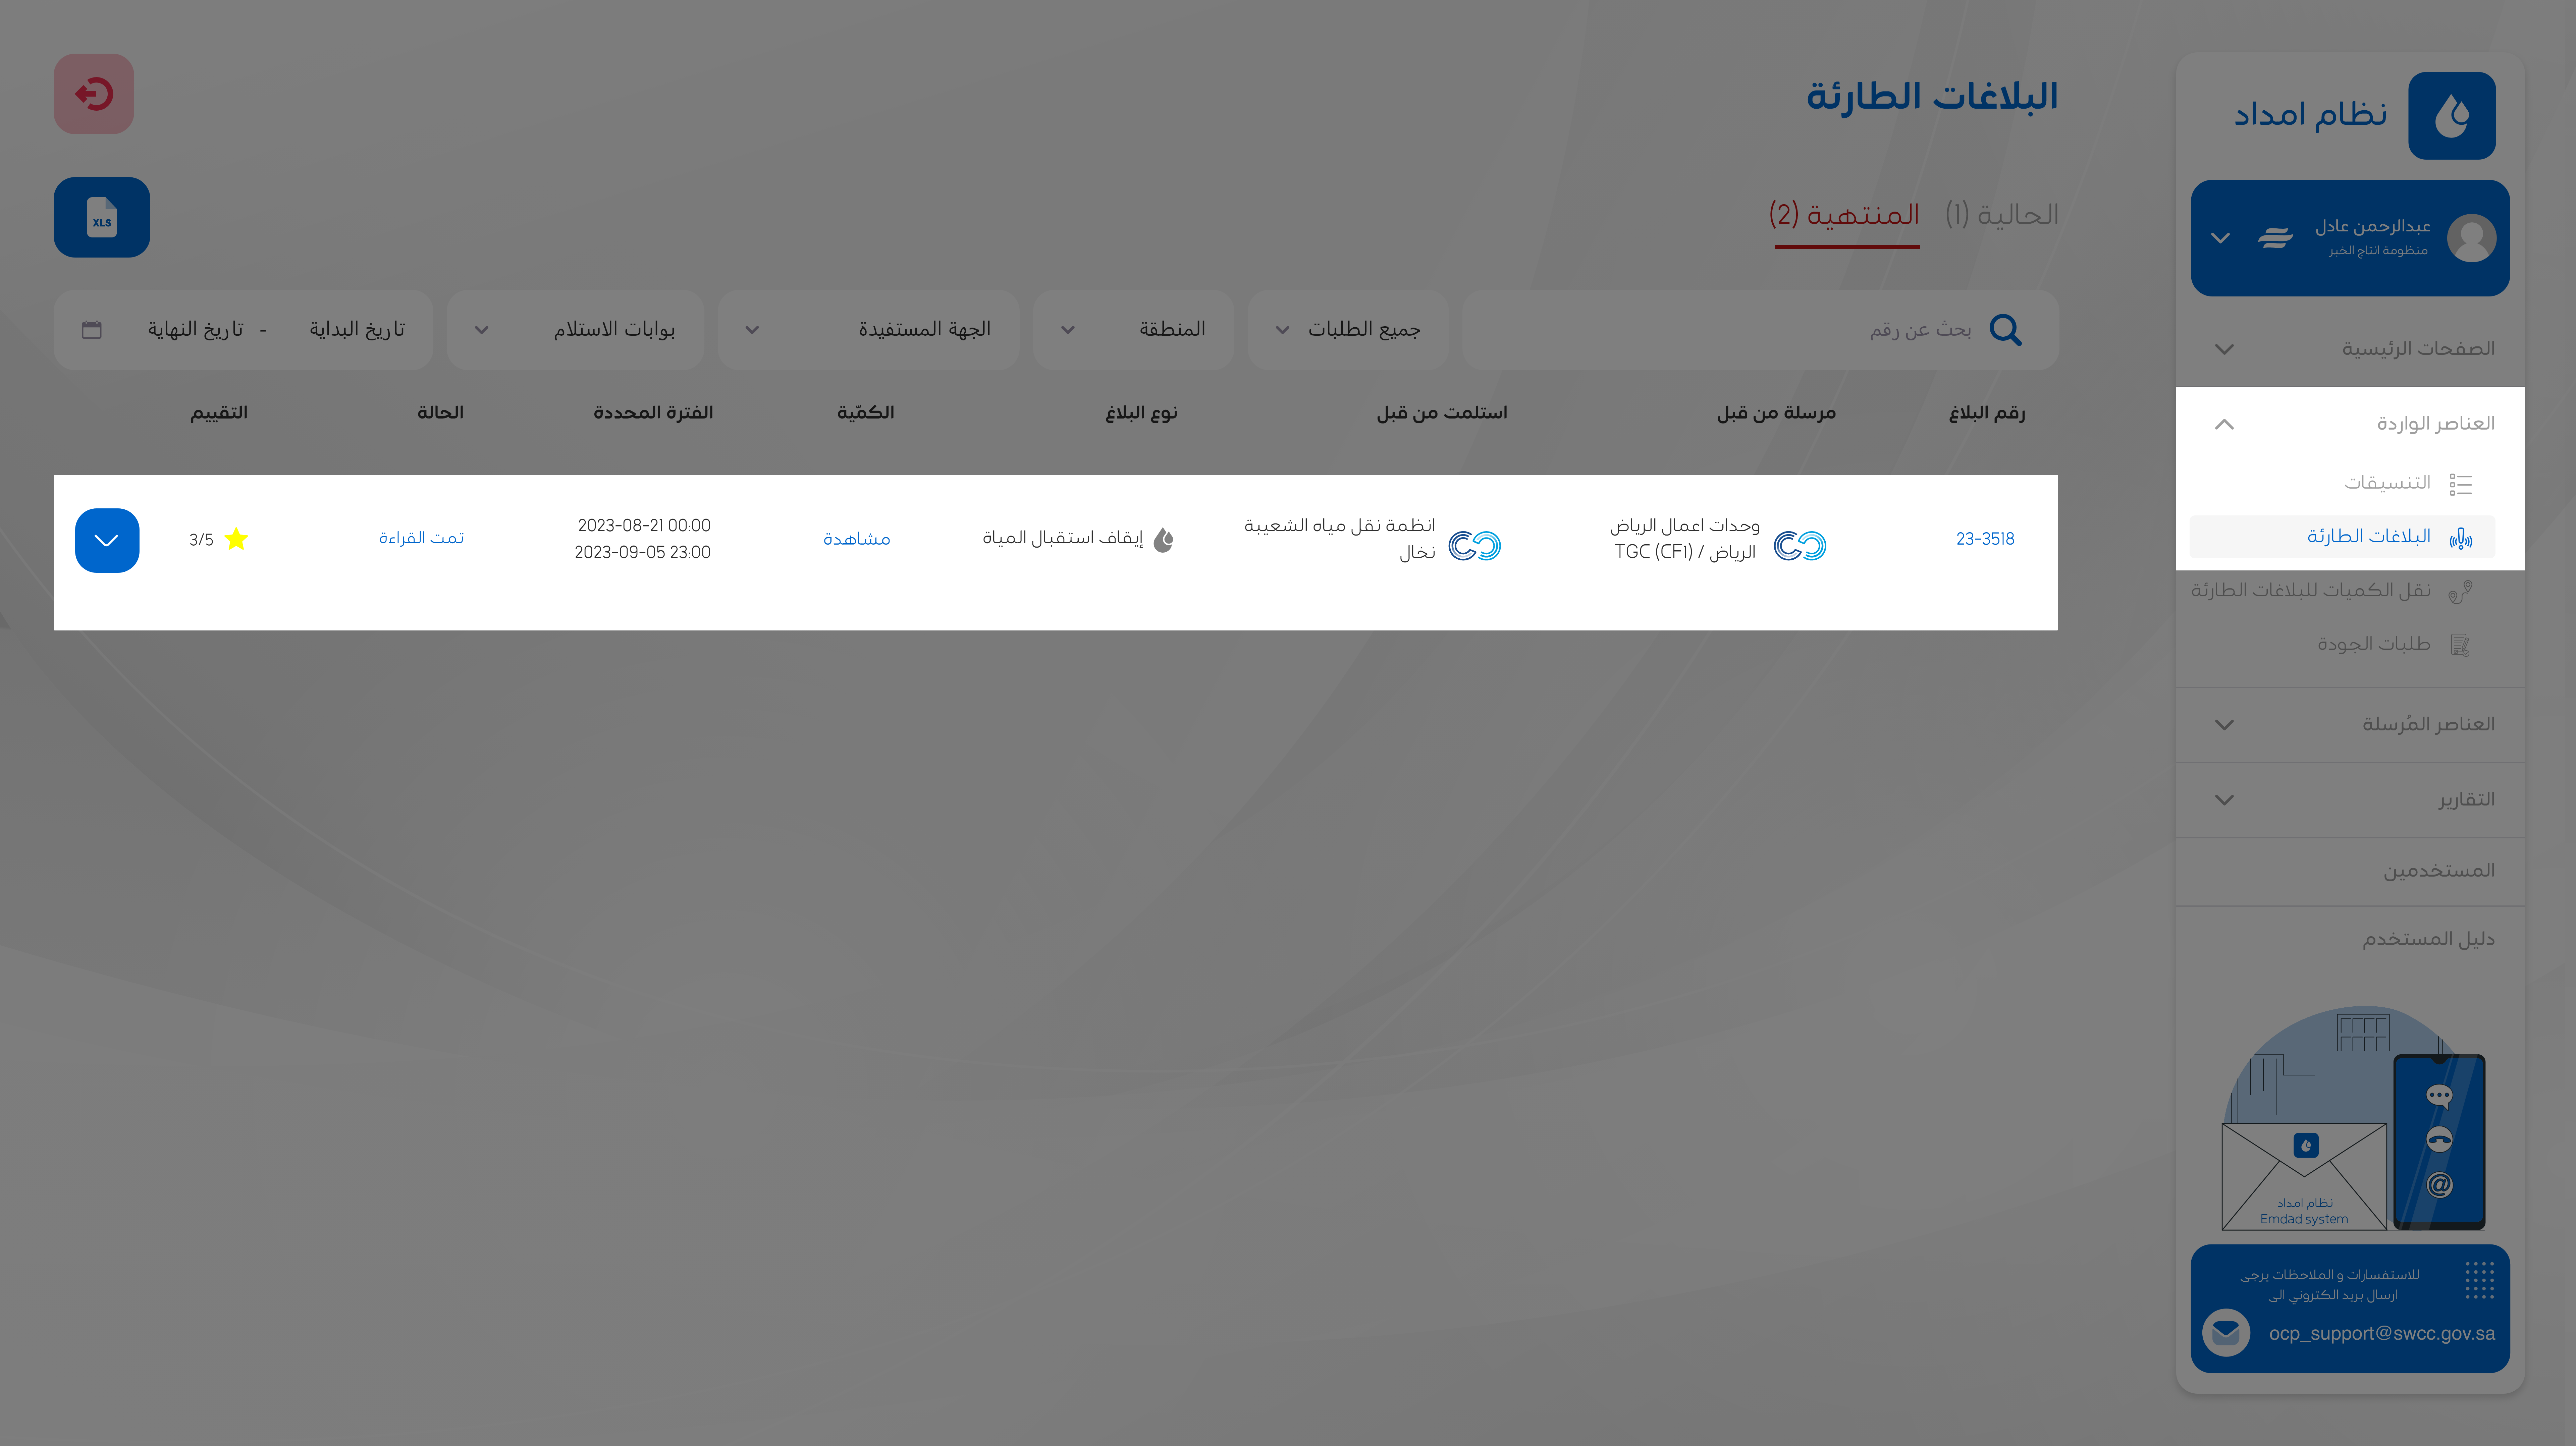 نظام امداد
عبدالرحمن عادل
منظومة انتاج الخبر
الصفحات الرئيسية
العناصر الواردة
التنسيقات
البلاغات الطارئة
نقل الكميات للبلاغات الطارئة
طلبات الجودة
العناصر المُرسلة
التقارير
المستخدمين
دليل المستخدم
نظام امداد
Emdad system
للاستفسارات و الملاحظات يرجى
ارسال بريد الكتروني الى
ocp_support@swcc.gov.sa
البلاغات الطارئة
الحالية (1) المنتهية (2)
XLS
بحث عن رقم جميع الطلبات المنطقة الجهة المستفيدة بوابات الاستلام تاريخ البداية - تاريخ النهاية
رقم البلاغ مرسلة من قبل استلمت من قبل نوع البلاغ الكمّية الفترة المحددة الحالة التقييم
23-3518
وحدات اعمال الرياض
الرياض / TGC (CF1)
انظمة نقل مياه الشعيبة
نخال
إيقاف استقبال المياة
مشاهدة
2023-08-21 00:00
2023-09-05 23:00
تمت القراءة
3/5